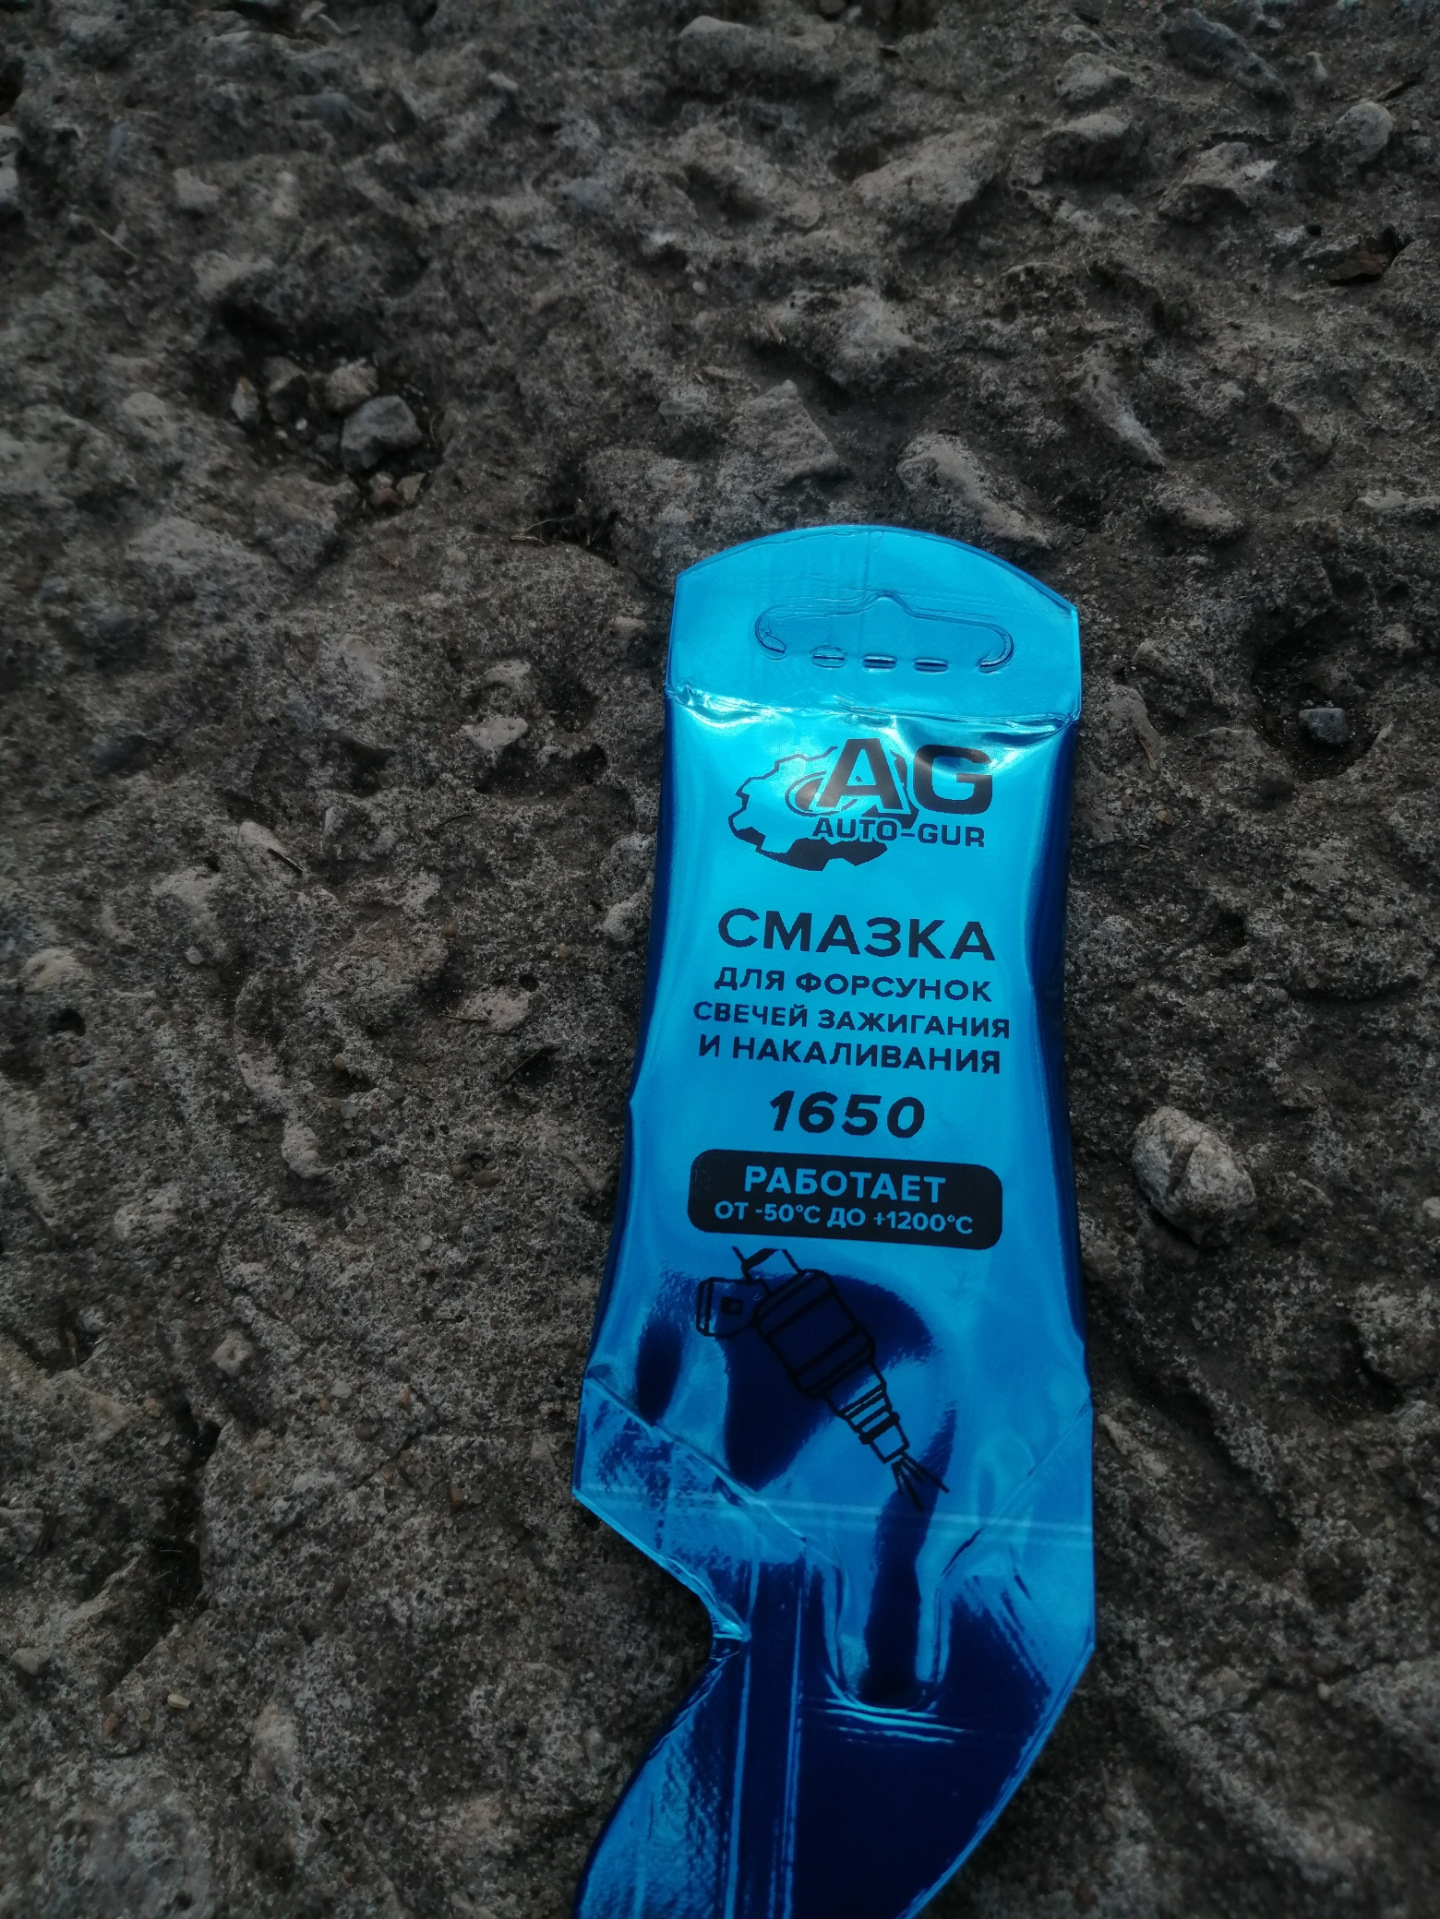 AG
AUTO-GUR
СМАЗКА
ДЛЯ ФОРСУНОК
СВЕЧЕЙ ЗАЖИГАНИЯ
И НАКАЛИВАНИЯ
1650
РАБОТАЕТ
ОТ -50°С ДО +1200°С